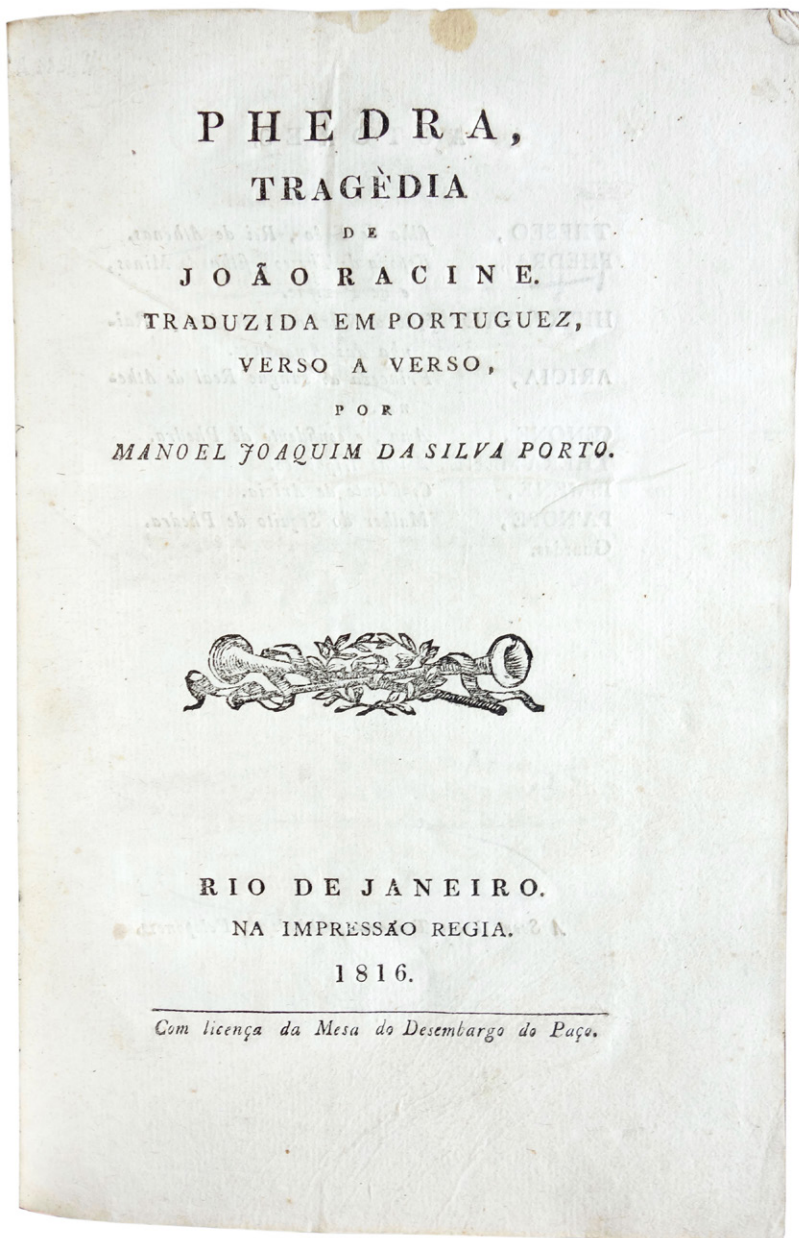 PHEDRA,
TRAGÈDIA
DE
JOÃO RACINE.
TRADUZIDA EM PORTUGUEZ,
VERSO A VERSO,
POR
MANOEL JOAQUIM DA SILVA PORTO.
RIO DE JANEIRO.
NA IMPRESSÃO REGIA.
1816.
Com licença da Mesa do Desembargo do Paço.